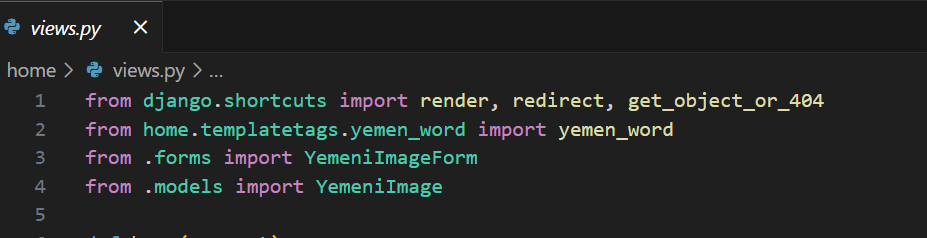 views.py ×
home > views.py > ...
1 from django.shortcuts import render, redirect, get_object_or_404
2 from home.templatetags.yemen_word import yemen_word
3 from .forms import YemeniImageForm
4 from .models import YemeniImage
5